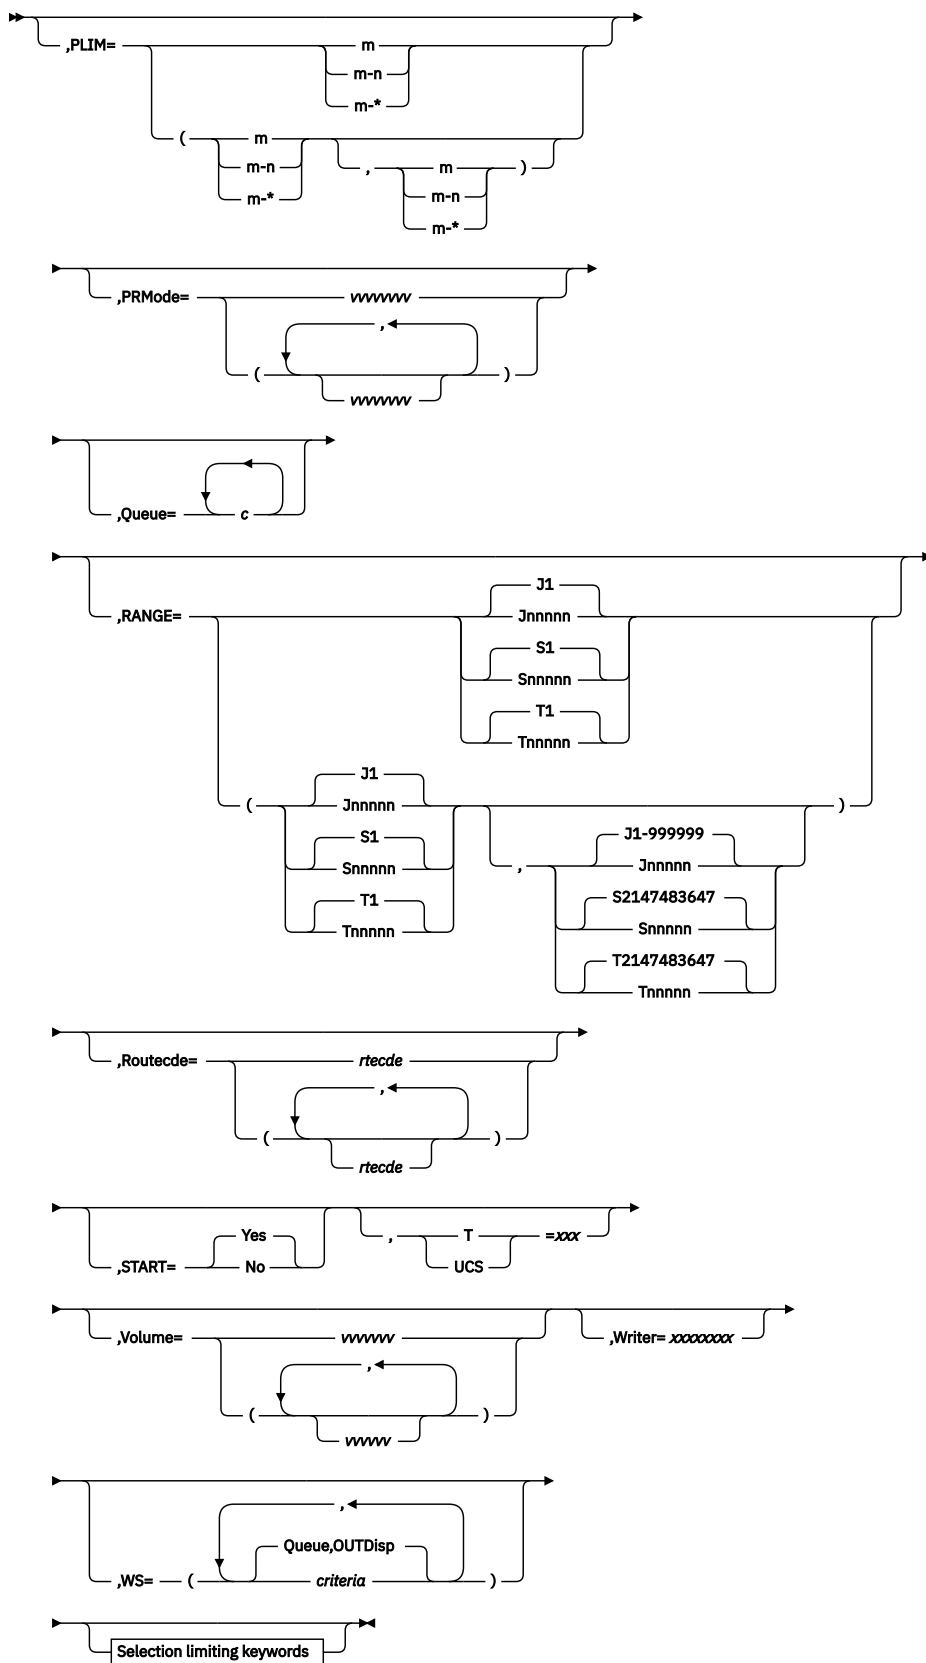 ,PLIM= m
m-n
m-*
( m
m-n
m-*
, m )
m-n
m-*
,PRMode= vvvvvvvv
,
( )
vvvvvvvv
,Queue= c
J1
,RANGE= Jnnnnn
S1
Snnnnn
T1
Tnnnnn
J1
( Jnnnnn )
S1
Snnnnn
T1
Tnnnnn
J1-999999
, Jnnnnn
S2147483647
Snnnnn
T2147483647
Tnnnnn
,Routecde= rtecde
,
( )
rtecde
Yes , T =xxx
,START= No UCS
,Volume= vvvvvvv ,Writer= xxxxxxxx
,
( )
vvvvvv
,
Queue,OUTDisp
,WS= ( criteria )
Selection limiting keywords